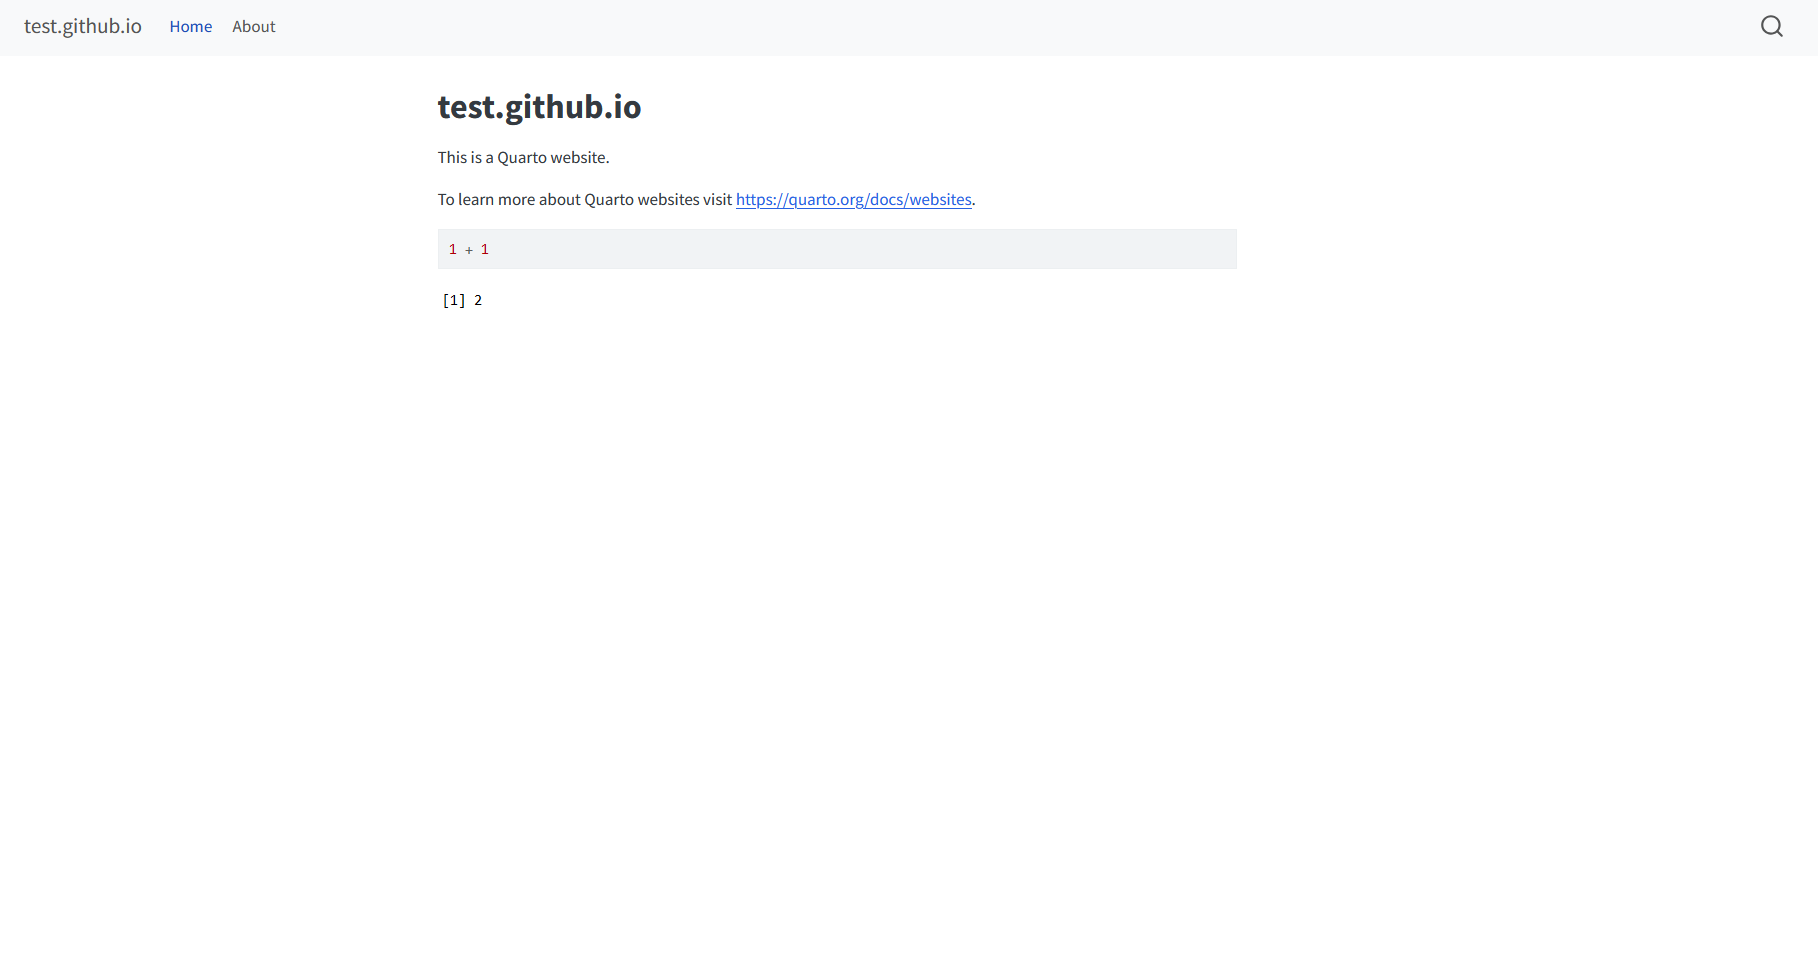 test.github.io Home About
test.github.io
This is a Quarto website.
To learn more about Quarto websites visit https://quarto.org/docs/websites.
1 + 1
[1] 2